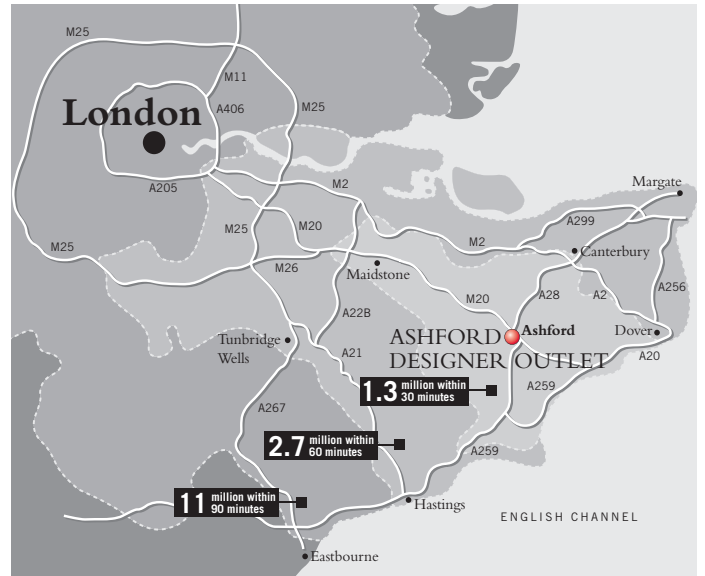 M25
M11
London
A406
M25
A205
M2
Margate
A299
M25
M20
M25
M2
Canterbury
M26
Maidstone
M20
A28
A2
A256
A22B
ASHFORD
Ashford
Dover
Tunbridge
Wells
A21
DESIGNER OUTLET
A20
1.3 million within
30 minutes
A259
A267
2.7 million within
60 minutes
A259
11 million within
90 minutes
Hastings
ENGLISH CHANNEL
Eastbourne